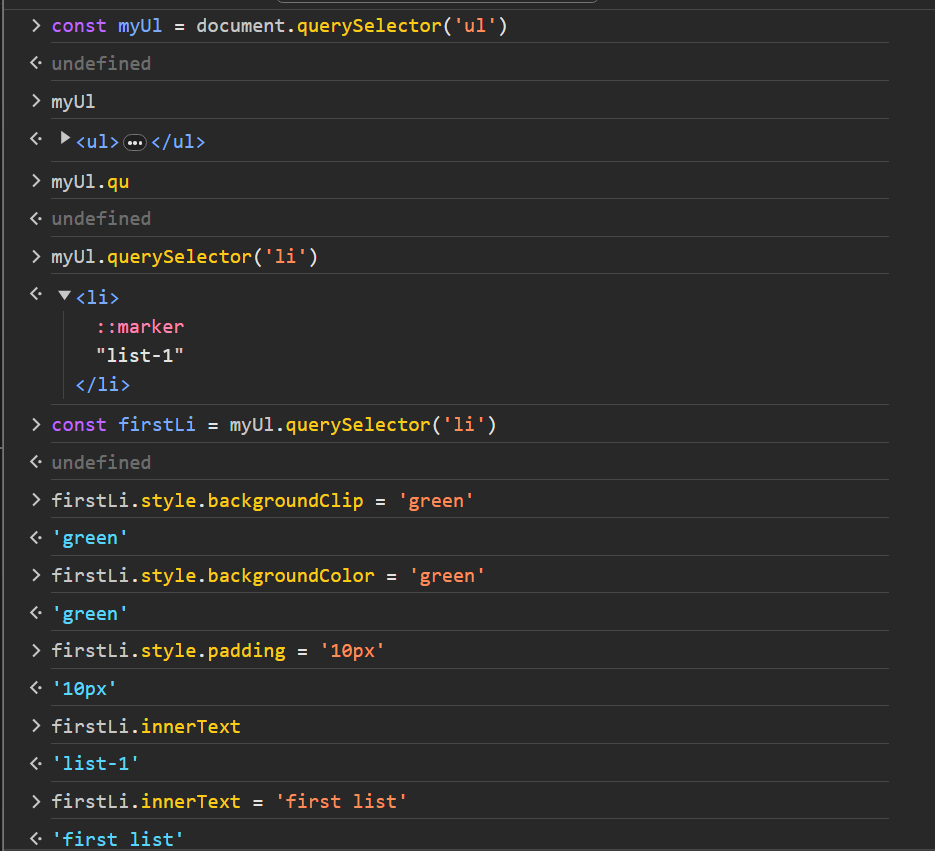 > const myUl = document.querySelector('ul')
undefined
> myUl
<ul>…</ul>
> myUl.qu
undefined
> myUl.querySelector('li')
<li>
::marker
"list-1"
</li>
> const firstLi = myUl.querySelector('li')
undefined
> firstLi.style.backgroundClip = 'green'
'green'
> firstLi.style.backgroundColor = 'green'
'green'
> firstLi.style.padding = '10px'
'10px'
> firstLi.innerText
'list-1'
> firstLi.innerText = 'first list'
'first list'